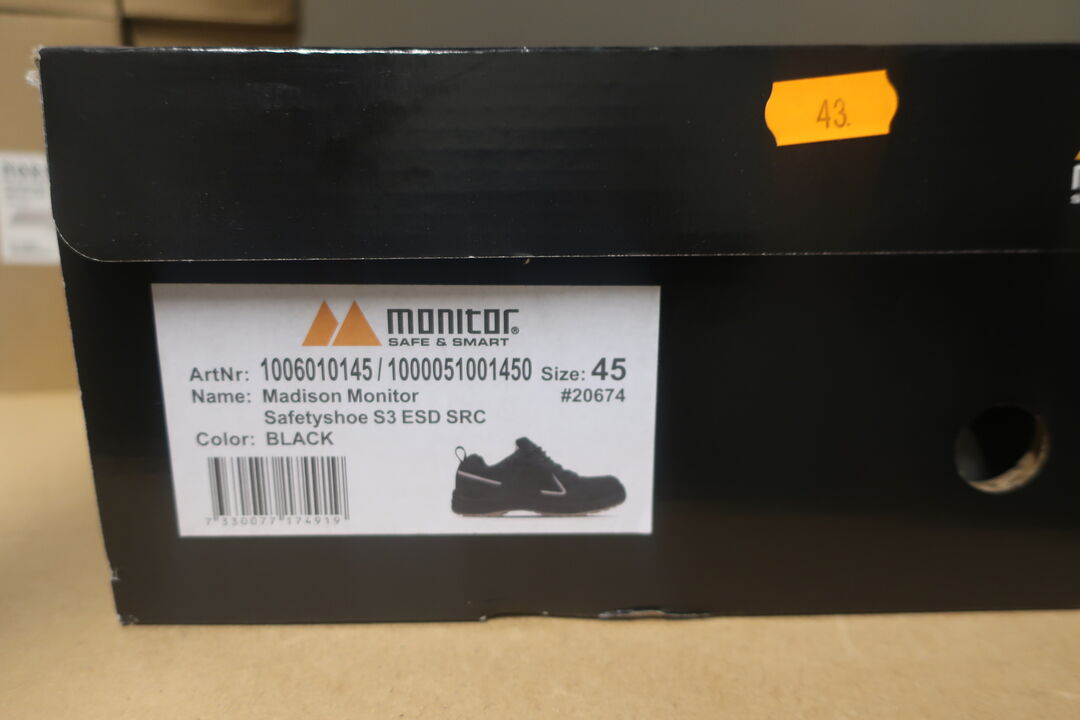 43.
monitor®
SAFE & SMART
ArtNr: 1006010145 / 1000051001450 Size: 45
Name: Madison Monitor #20674
Safetyshoe S3 ESD SRC
Color: BLACK
7 330077 174919